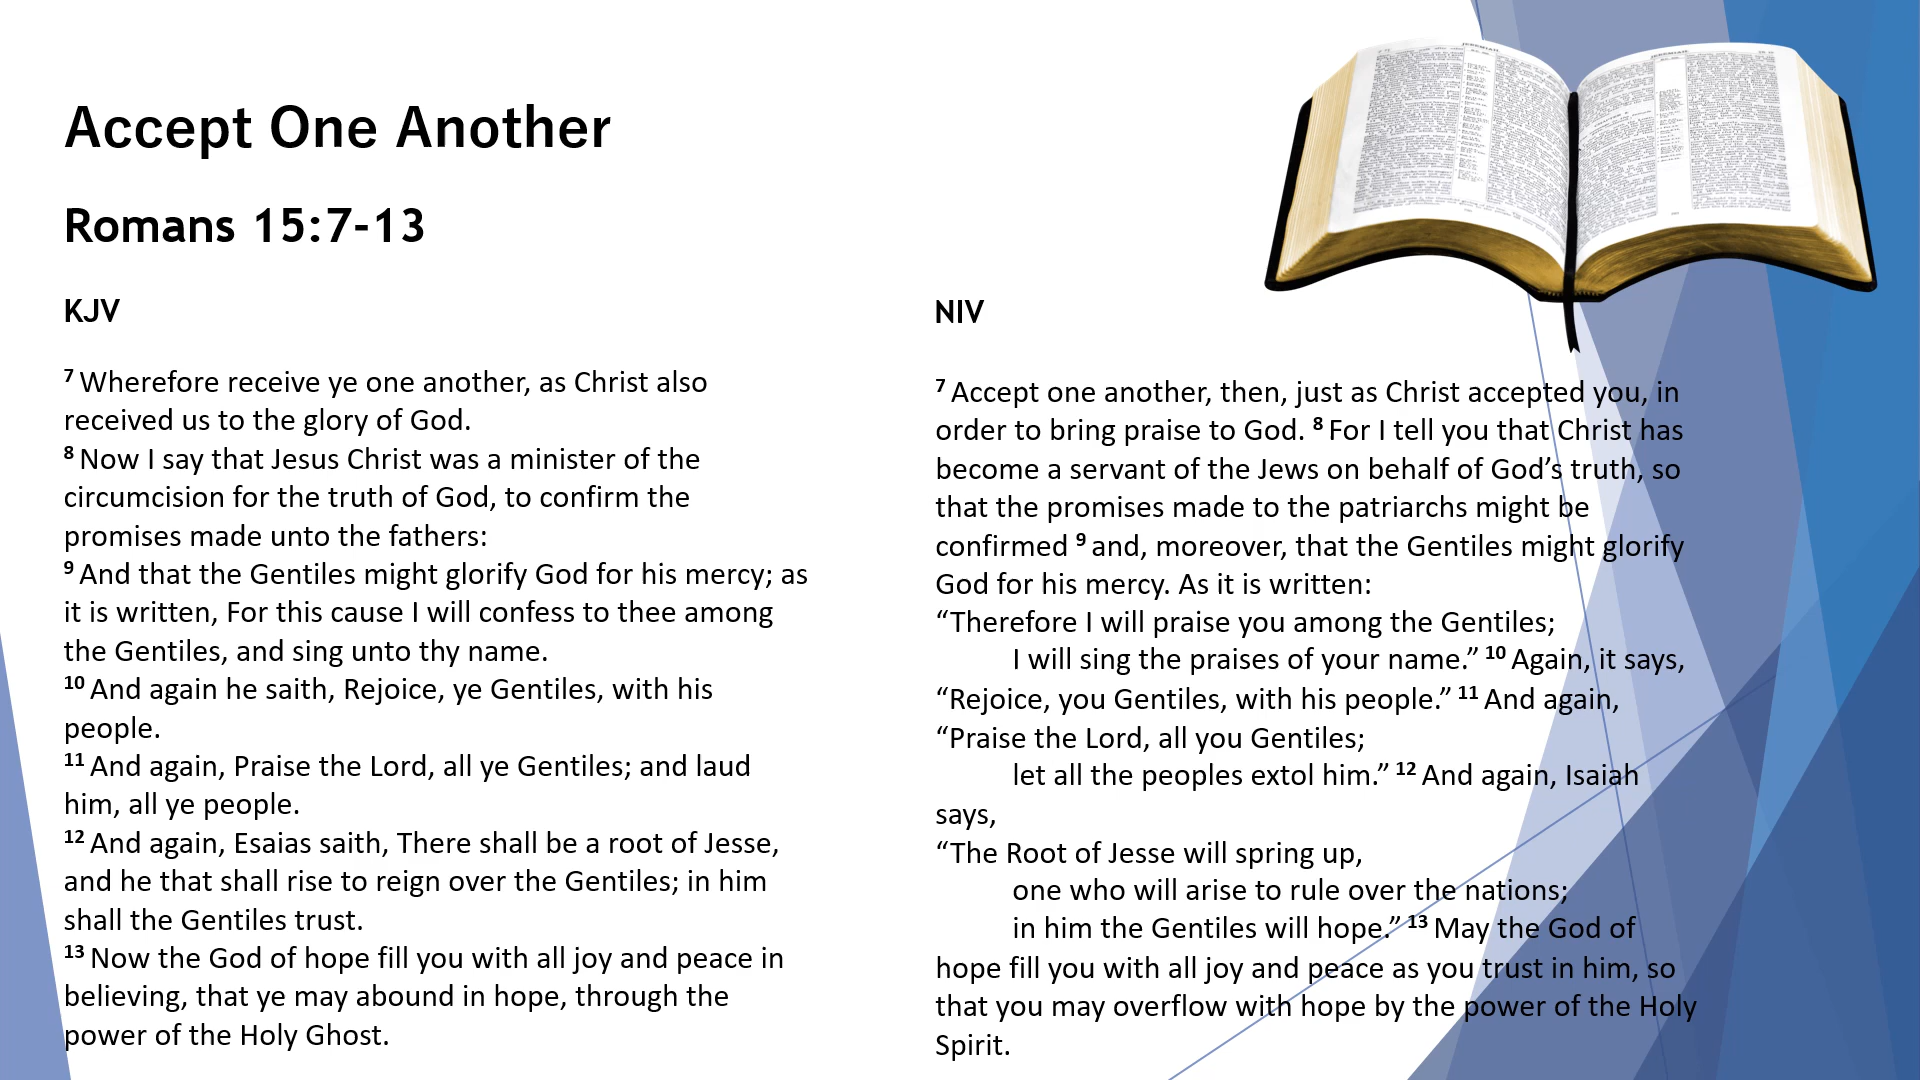 Accept One Another
Romans 15:7-13
KJV
7 Wherefore receive ye one another, as Christ also
received us to the glory of God.
8 Now I say that Jesus Christ was a minister of the
circumcision for the truth of God, to confirm the
promises made unto the fathers:
9 And that the Gentiles might glorify God for his mercy; as
it is written, For this cause I will confess to thee among
the Gentiles, and sing unto thy name.
10 And again he saith, Rejoice, ye Gentiles, with his
people.
11 And again, Praise the Lord, all ye Gentiles; and laud
him, all ye people.
12 And again, Esaias saith, There shall be a root of Jesse,
and he that shall rise to reign over the Gentiles; in him
shall the Gentiles trust.
13 Now the God of hope fill you with all joy and peace in
believing, that ye may abound in hope, through the
power of the Holy Ghost.
NIV
7 Accept one another, then, just as Christ accepted you, in
order to bring praise to God. 8 For I tell you that Christ has
become a servant of the Jews on behalf of God’s truth, so
that the promises made to the patriarchs might be
confirmed 9 and, moreover, that the Gentiles might glorify
God for his mercy. As it is written:
“Therefore I will praise you among the Gentiles;
I will sing the praises of your name.” 10 Again, it says,
“Rejoice, you Gentiles, with his people.” 11 And again,
“Praise the Lord, all you Gentiles;
let all the peoples extol him.” 12 And again, Isaiah
says,
“The Root of Jesse will spring up,
one who will arise to rule over the nations;
in him the Gentiles will hope.” 13 May the God of
hope fill you with all joy and peace as you trust in him, so
that you may overflow with hope by the power of the Holy
Spirit.
JEREMIAH
JEREMIAH